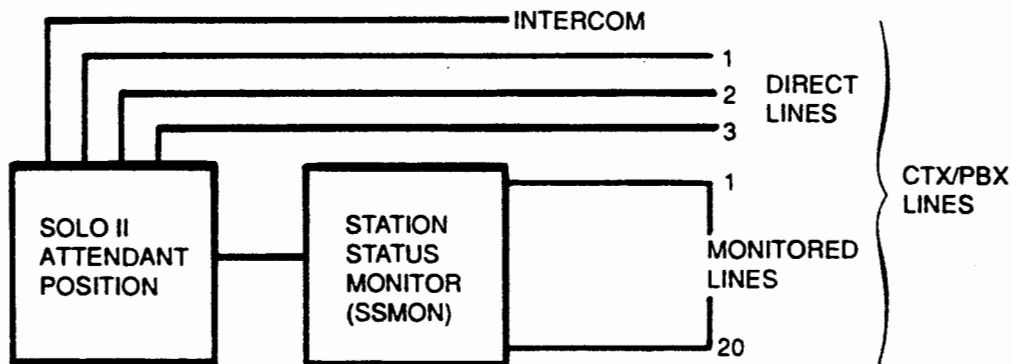 INTERCOM
1
2
3
DIRECT
LINES
SOLO II
ATTENDANT
POSITION
STATION
STATUS
MONITOR
(SSMON)
1
MONITORED
LINES
20
CTX/PBX
LINES